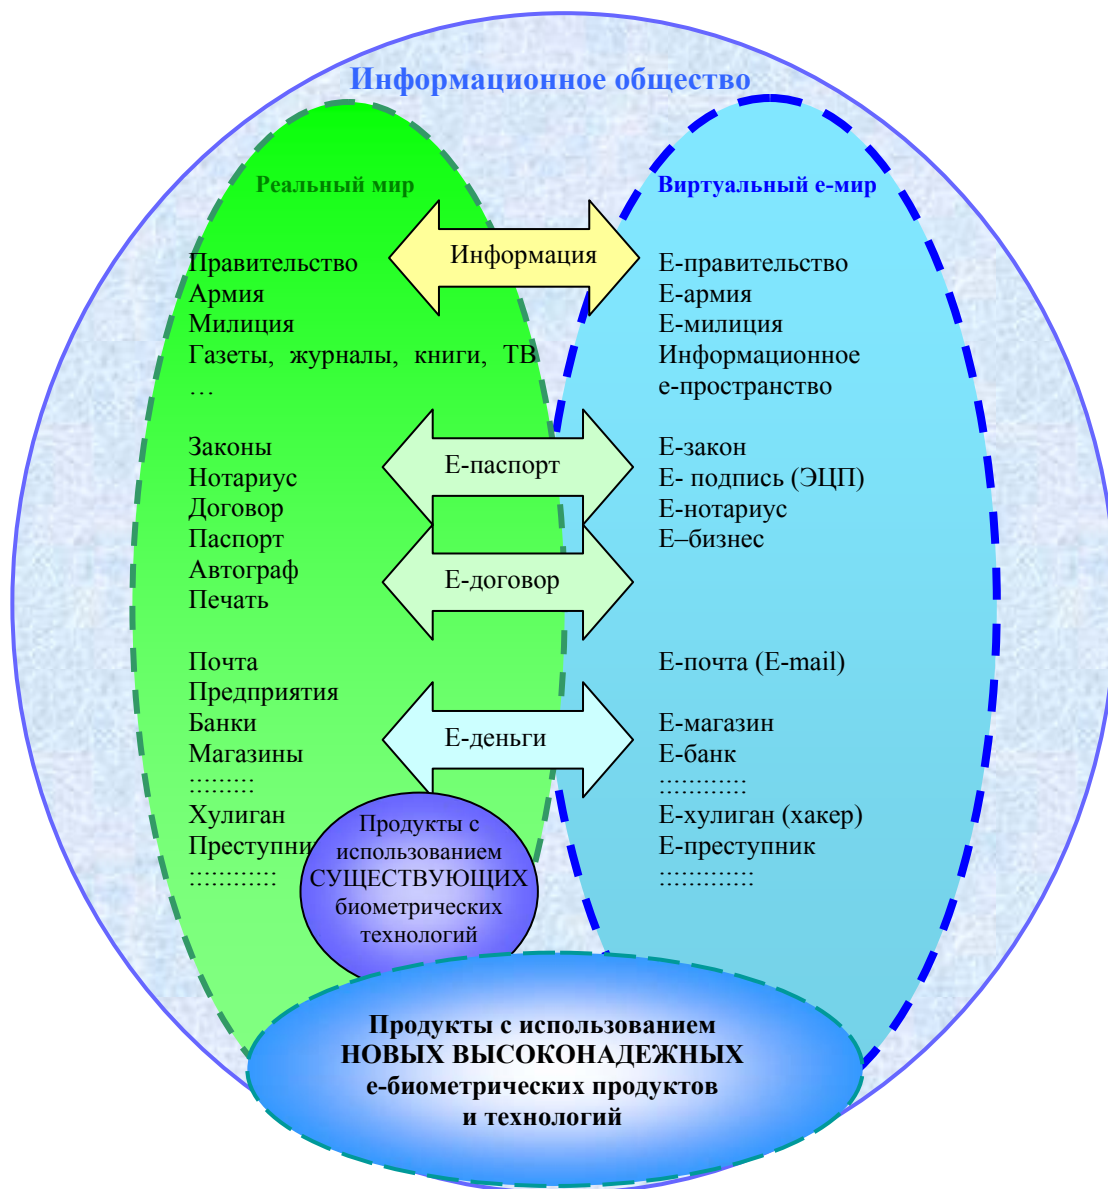 Информационное общество
Реальный мир
Правительство
Армия
Милиция
Газеты, журналы, книги, ТВ
…
Законы
Нотариус
Договор
Паспорт
Автограф
Печать
Почта
Предприятия
Банки
Магазины
:::::::::
Хулиган
Преступни
::::::::::::
Информация
Е-паспорт
Е-договор
Е-деньги
Виртуальный е-мир
Е-правительство
Е-армия
Е-милиция
Информационное
е-пространство
Е-закон
Е- подпись (ЭЦП)
Е-нотариус
Е–бизнес
Е-почта (E-mail)
Е-магазин
Е-банк
::::::::::::
Е-хулиган (хакер)
Е-преступник
:::::::::::::
Продукты с
использованием
СУЩЕСТВУЮЩИХ
биометрических
технологий
Продукты с использованием
НОВЫХ ВЫСОКОНАДЕЖНЫХ
е-биометрических продуктов
и технологий